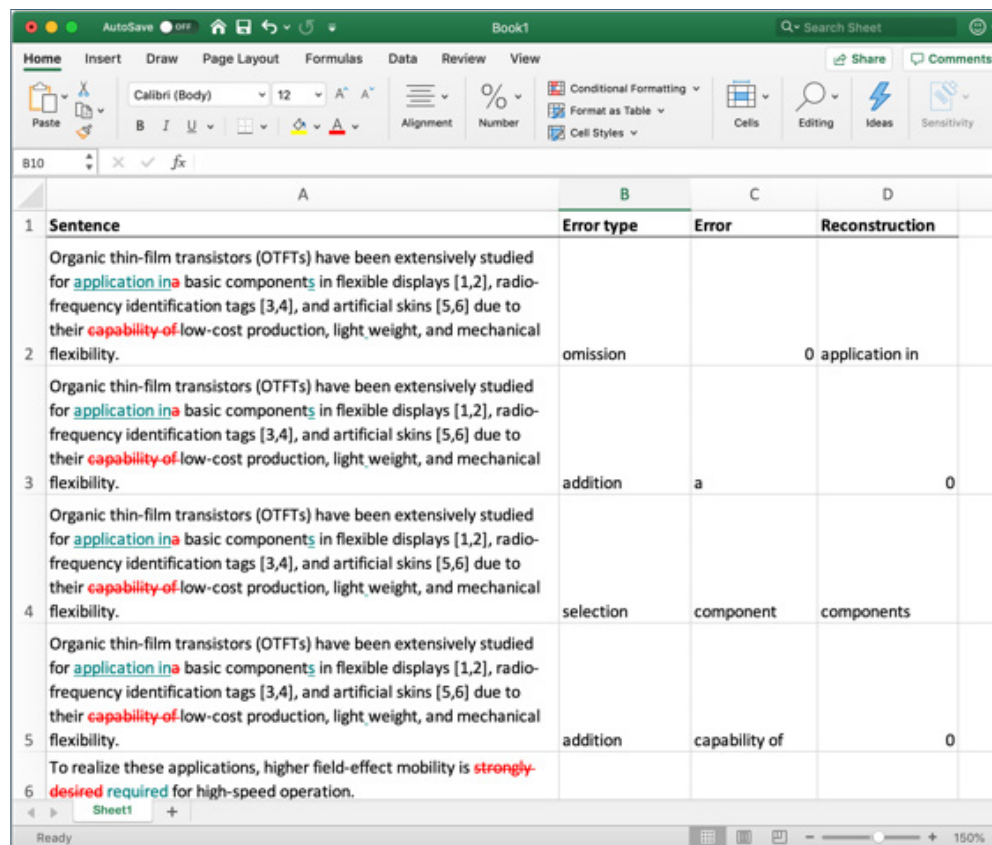 AutoSave OFF Book1 Search Sheet
Home Insert Draw Page Layout Formulas Data Review View Share Comments
Calibri (Body) 12 A^ A˅ Conditional Formatting
Format as Table
Paste B I U A Alignment Number Cell Styles Cells Editing Ideas Sensitivity
B10 fx
A B C D
1 Sentence Error type Error Reconstruction
Organic thin-film transistors (OTFTs) have been extensively studied
for application ina basic components in flexible displays [1,2], radio-
frequency identification tags [3,4], and artificial skins [5,6] due to
their capability of low-cost production, light weight, and mechanical
2 flexibility. omission 0 application in
Organic thin-film transistors (OTFTs) have been extensively studied
for application ina basic components in flexible displays [1,2], radio-
frequency identification tags [3,4], and artificial skins [5,6] due to
their capability of low-cost production, light weight, and mechanical
3 flexibility. addition a 0
Organic thin-film transistors (OTFTs) have been extensively studied
for application ina basic components in flexible displays [1,2], radio-
frequency identification tags [3,4], and artificial skins [5,6] due to
their capability of low-cost production, light weight, and mechanical
4 flexibility. selection component components
Organic thin-film transistors (OTFTs) have been extensively studied
for application ina basic components in flexible displays [1,2], radio-
frequency identification tags [3,4], and artificial skins [5,6] due to
their capability of low-cost production, light weight, and mechanical
5 flexibility. addition capability of 0
To realize these applications, higher field-effect mobility is strongly
6 desired required for high-speed operation.
Sheet1 +
Ready - + 150%